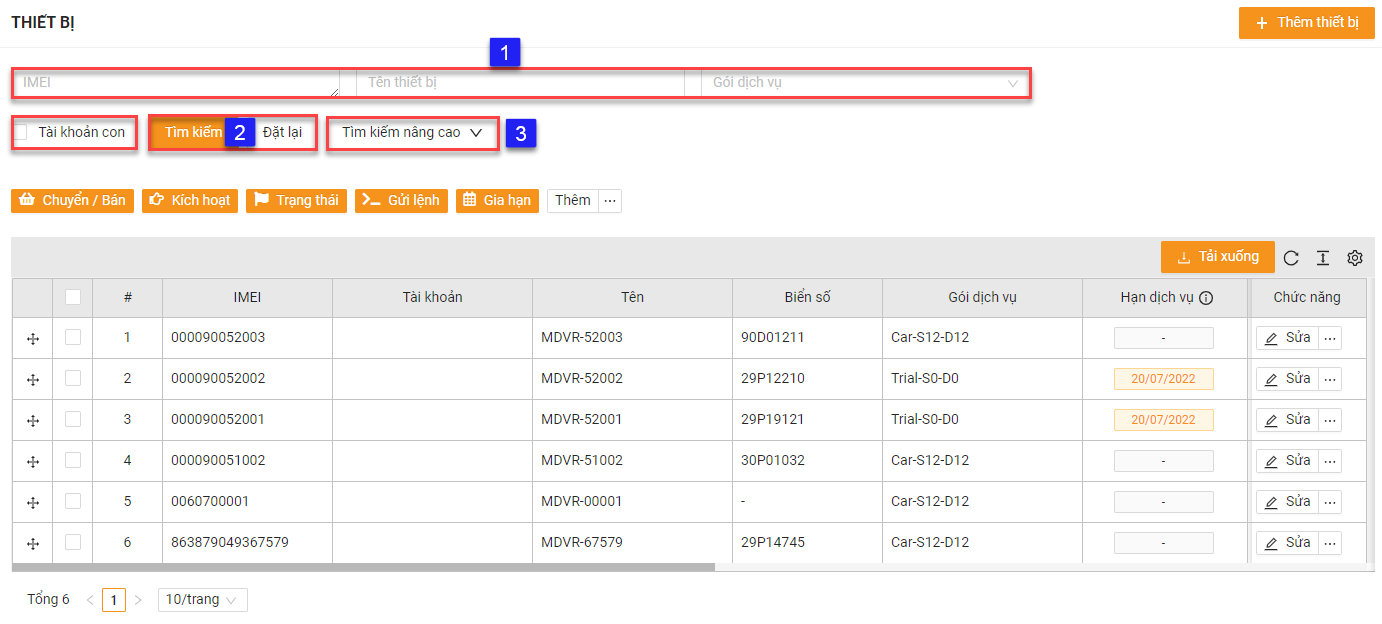 THIẾT BỊ
Thêm thiết bị
1
IMEI Tên thiết bị Gói dịch vụ
Tài khoản con Tìm kiếm 2 Đặt lại Tìm kiếm nâng cao 3
Chuyển / Bán Kích hoạt Trạng thái Gửi lệnh Gia hạn Thêm ...
Tải xuống
# IMEI Tài khoản Tên Biển số Gói dịch vụ Hạn dịch vụ Chức năng
1 000090052003 MDVR-52003 90D01211 Car-S12-D12 - Sửa ...
2 000090052002 MDVR-52002 29P12210 Trial-S0-D0 20/07/2022 Sửa ...
3 000090052001 MDVR-52001 29P19121 Trial-S0-D0 20/07/2022 Sửa ...
4 000090051002 MDVR-51002 30P01032 Car-S12-D12 - Sửa ...
5 0060700001 MDVR-00001 - Car-S12-D12 - Sửa ...
6 863879049367579 MDVR-67579 29P14745 Car-S12-D12 - Sửa ...
Tổng 6 < 1 > 10/trang